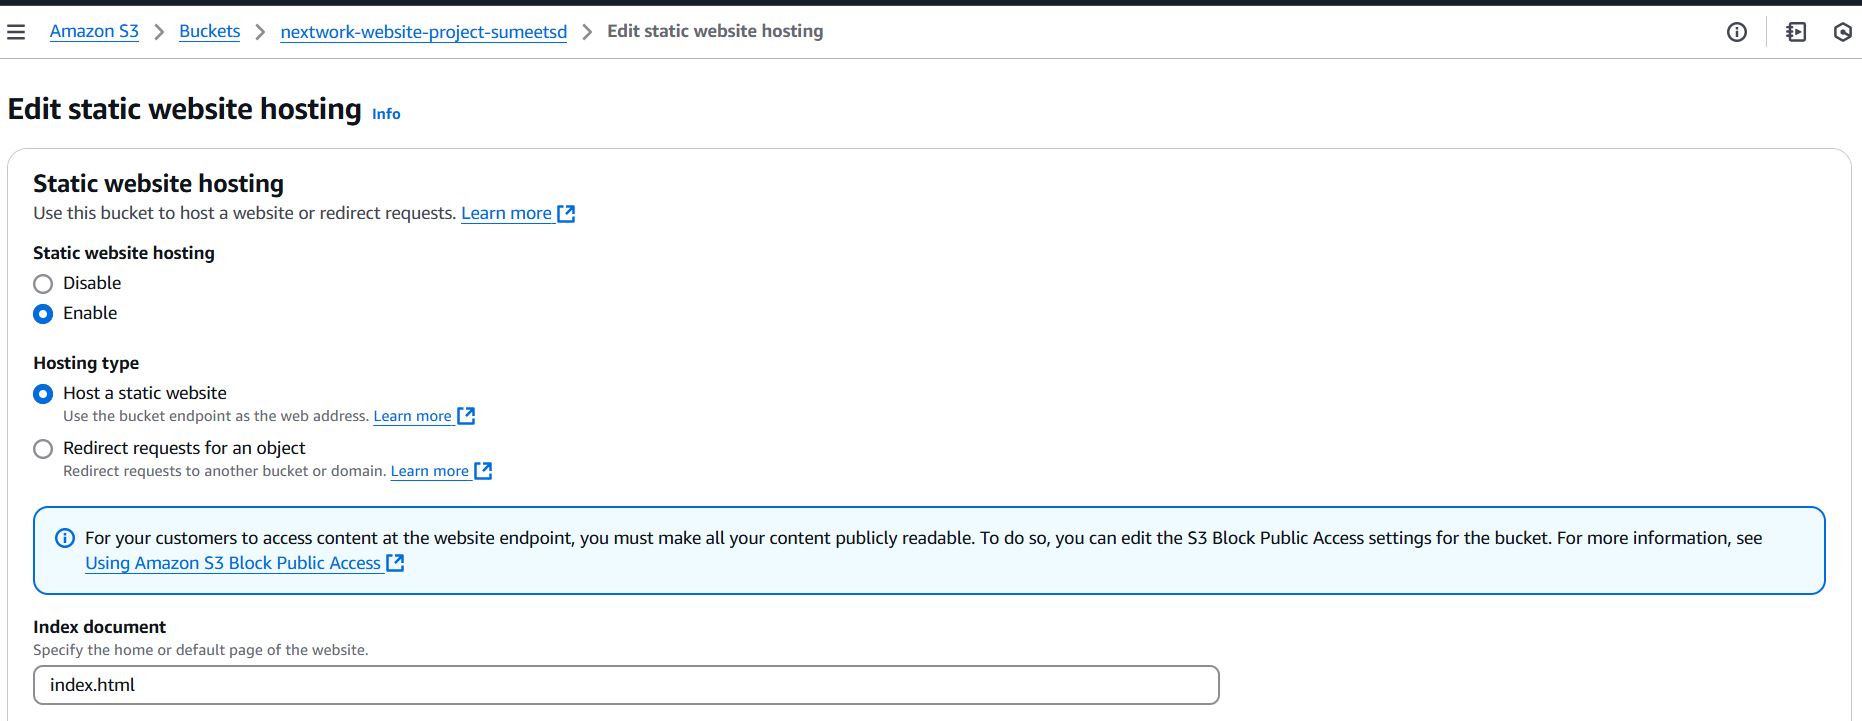 Amazon S3 > Buckets > nextwork-website-project-sumeetsd > Edit static website hosting
Edit static website hosting Info
Static website hosting
Use this bucket to host a website or redirect requests. Learn more
Static website hosting
Disable
Enable
Hosting type
Host a static website
Use the bucket endpoint as the web address. Learn more
Redirect requests for an object
Redirect requests to another bucket or domain. Learn more
For your customers to access content at the website endpoint, you must make all your content publicly readable. To do so, you can edit the S3 Block Public Access settings for the bucket. For more information, see
Using Amazon S3 Block Public Access
Index document
Specify the home or default page of the website.
index.html